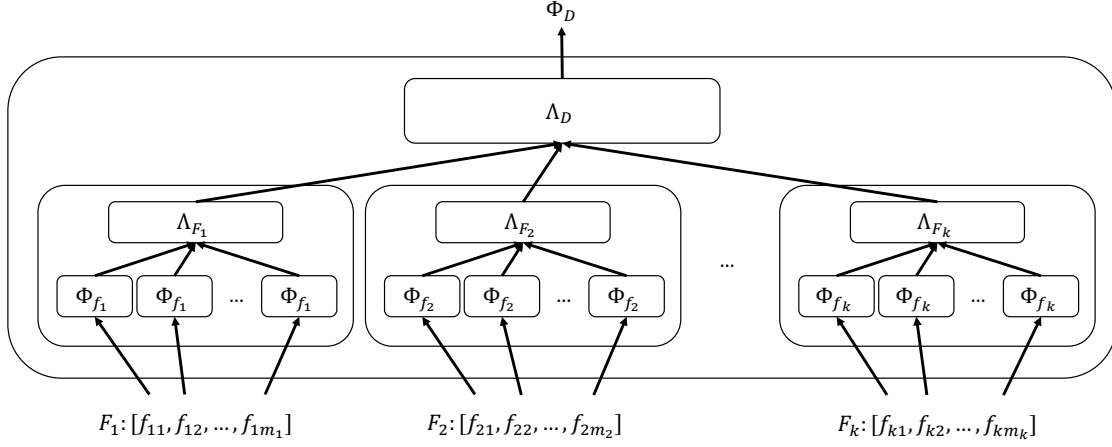 Φ_D
Λ_D
Λ_{F_1} Λ_{F_2} Λ_{F_k}
...
Φ_{f_1} Φ_{f_1} ... Φ_{f_1} Φ_{f_2} Φ_{f_2} ... Φ_{f_2} Φ_{f_k} Φ_{f_k} ... Φ_{f_k}
F_1: [f_{11}, f_{12}, ..., f_{1m_1}] F_2: [f_{21}, f_{22}, ..., f_{2m_2}] F_k: [f_{k1}, f_{k2}, ..., f_{km_k}]